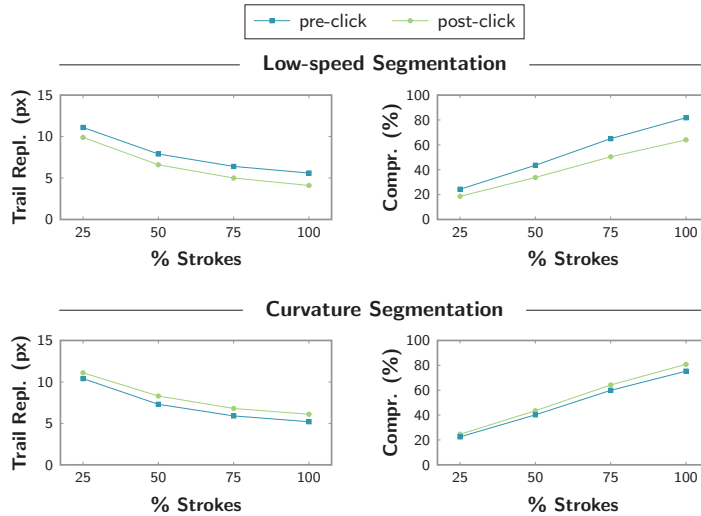 pre-click post-click
Low-speed Segmentation
Trail Repl. (px)
15
10
5
0
25 50 75 100
% Strokes
Compr. (%)
100
80
60
40
20
0
25 50 75 100
% Strokes
Curvature Segmentation
Trail Repl. (px)
15
10
5
0
25 50 75 100
% Strokes
Compr. (%)
100
80
60
40
20
0
25 50 75 100
% Strokes